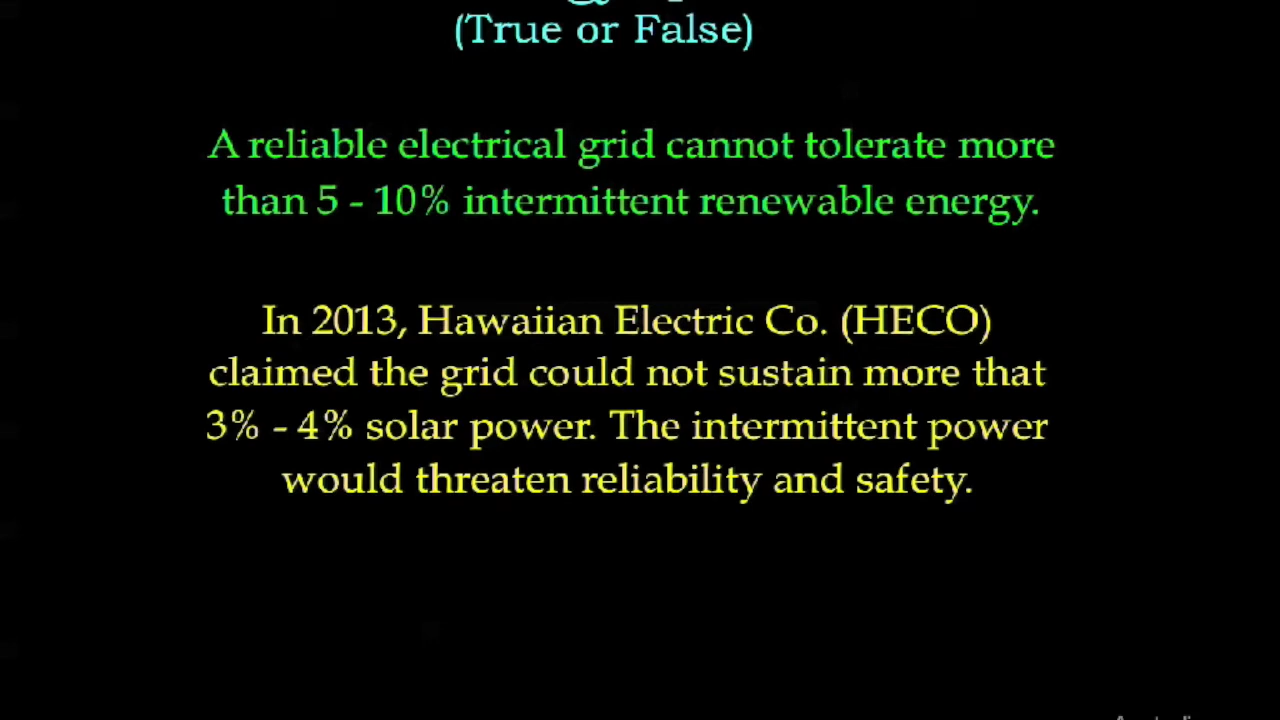 (True or False)
A reliable electrical grid cannot tolerate more
than 5 - 10% intermittent renewable energy.
In 2013, Hawaiian Electric Co. (HECO)
claimed the grid could not sustain more that
3% - 4% solar power. The intermittent power
would threaten reliability and safety.